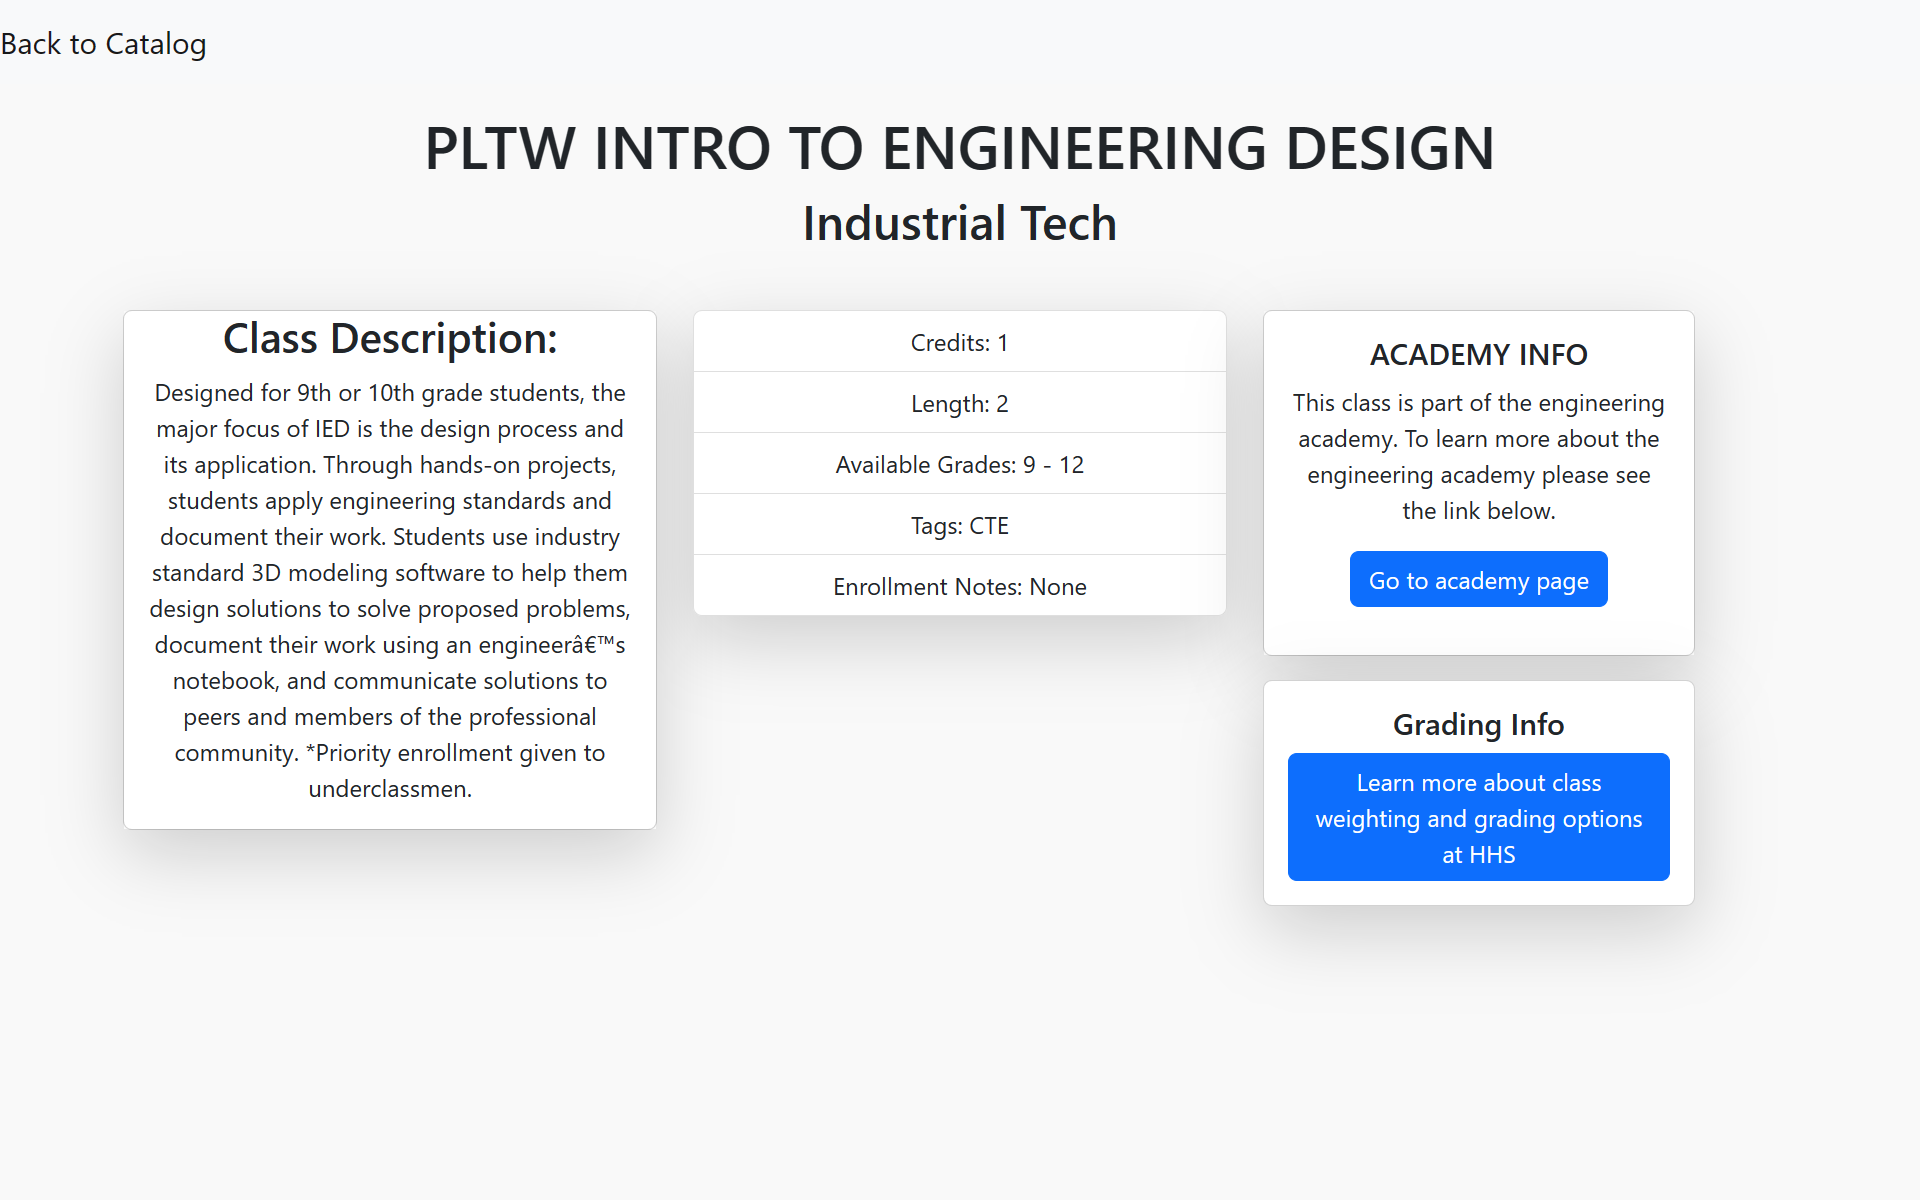 Back to Catalog
PLTW INTRO TO ENGINEERING DESIGN
Industrial Tech
Class Description:
Designed for 9th or 10th grade students, the
major focus of IED is the design process and
its application. Through hands-on projects,
students apply engineering standards and
document their work. Students use industry
standard 3D modeling software to help them
design solutions to solve proposed problems,
document their work using an engineerâ€™s
notebook, and communicate solutions to
peers and members of the professional
community. *Priority enrollment given to
underclassmen.
Credits: 1
Length: 2
Available Grades: 9 - 12
Tags: CTE
Enrollment Notes: None
ACADEMY INFO
This class is part of the engineering
academy. To learn more about the
engineering academy please see
the link below.
Go to academy page
Grading Info
Learn more about class
weighting and grading options
at HHS